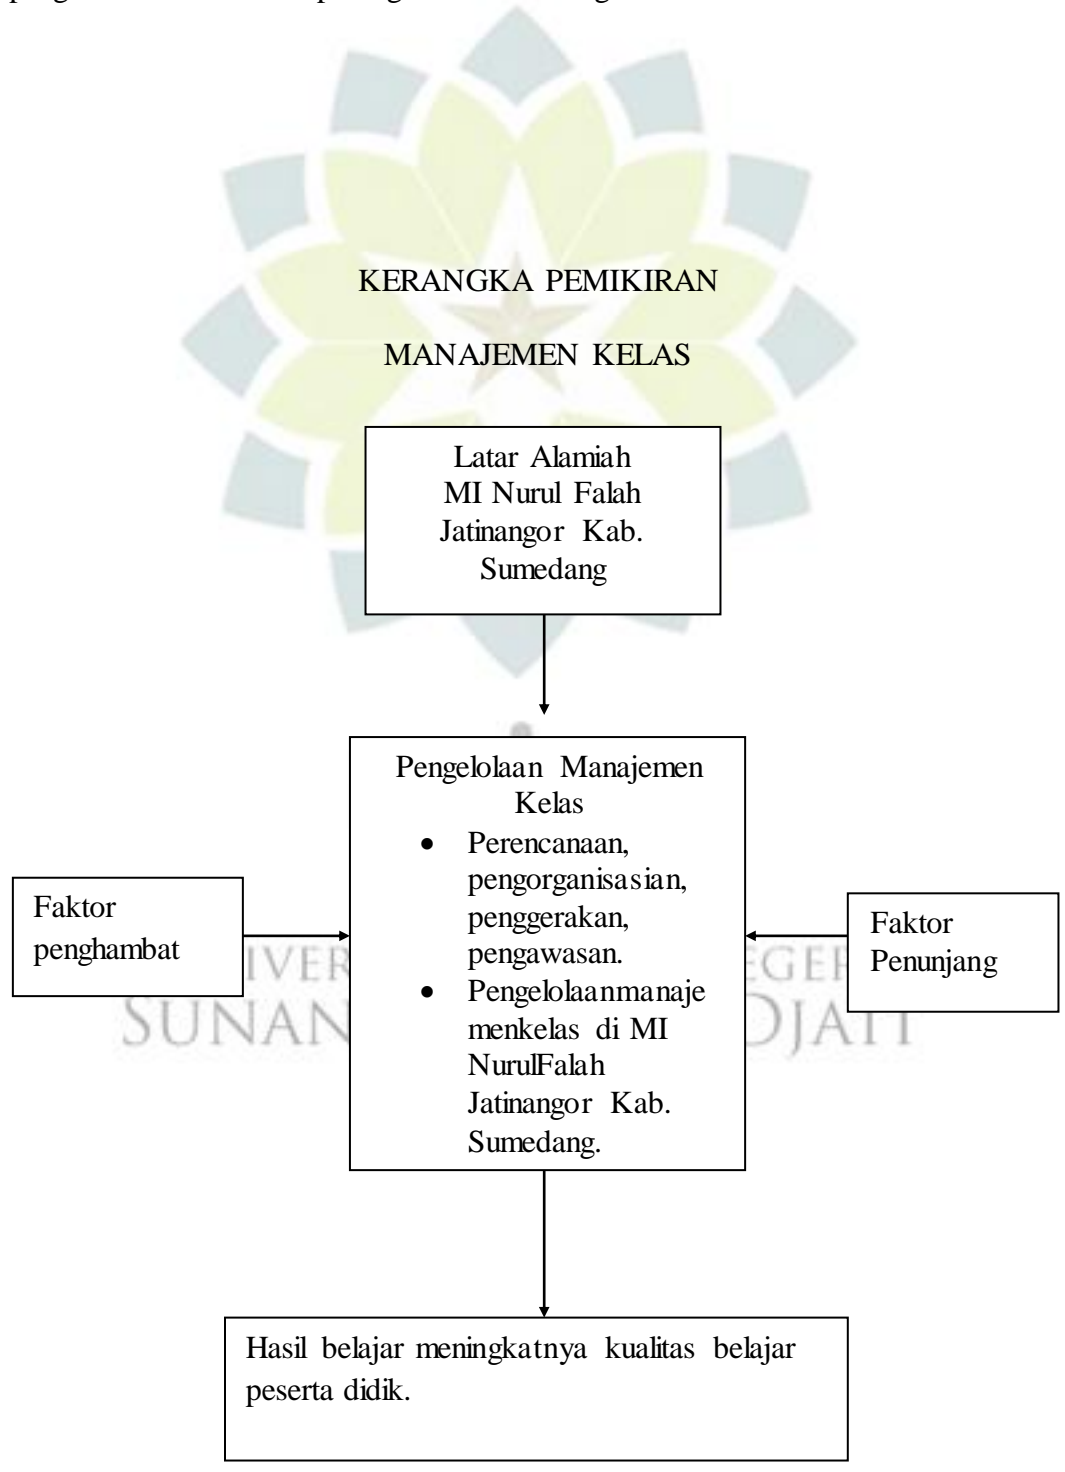 KERANGKA PEMIKIRAN
MANAJEMEN KELAS
Latar Alamiah
MI Nurul Falah
Jatinangor Kab.
Sumedang
Pengelolaan Manajemen
Kelas
• Perencanaan,
pengorganisasian,
penggerakan,
pengawasan.
• Pengelolaanmanaje
menkelas di MI
NurulFalah
Jatinangor Kab.
Sumedang.
Faktor
penghambat
Faktor
Penunjang
SUNAN
Hasil belajar meningkatnya kualitas belajar
peserta didik.